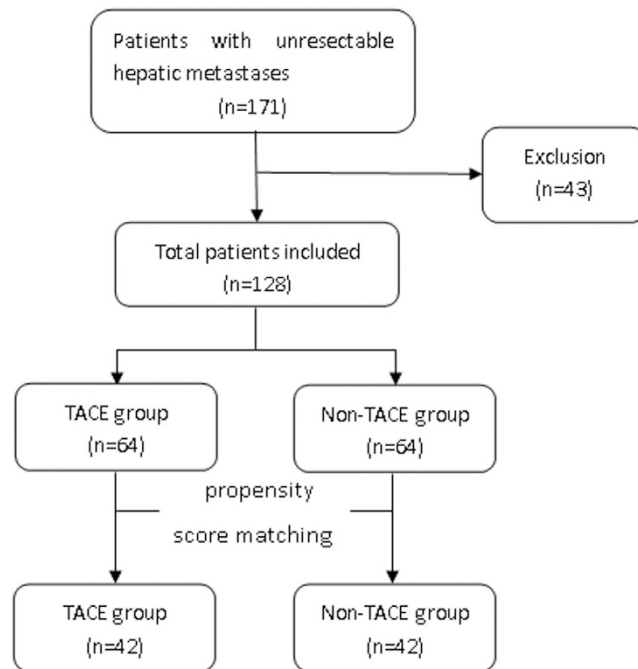 Patients with unresectable
hepatic metastases
(n=171)
Exclusion
(n=43)
Total patients included
(n=128)
TACE group
(n=64)
Non-TACE group
(n=64)
propensity
score matching
TACE group
(n=42)
Non-TACE group
(n=42)